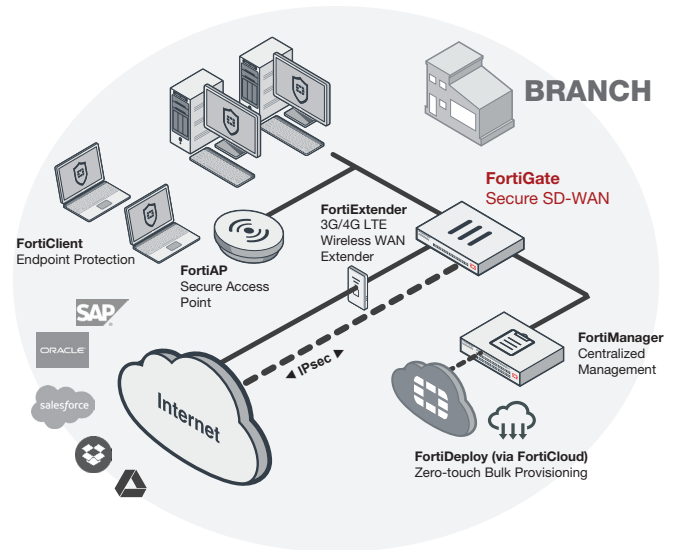 BRANCH
FortiGate
Secure SD-WAN
FortiExtender
3G/4G LTE
Wireless WAN
Extender
FortiClient
Endpoint Protection
FortiAP
Secure Access
Point
SAP
ORACLE
salesforce
Internet
IPsec
FortiManager
Centralized
Management
FortiDeploy (via FortiCloud)
Zero-touch Bulk Provisioning